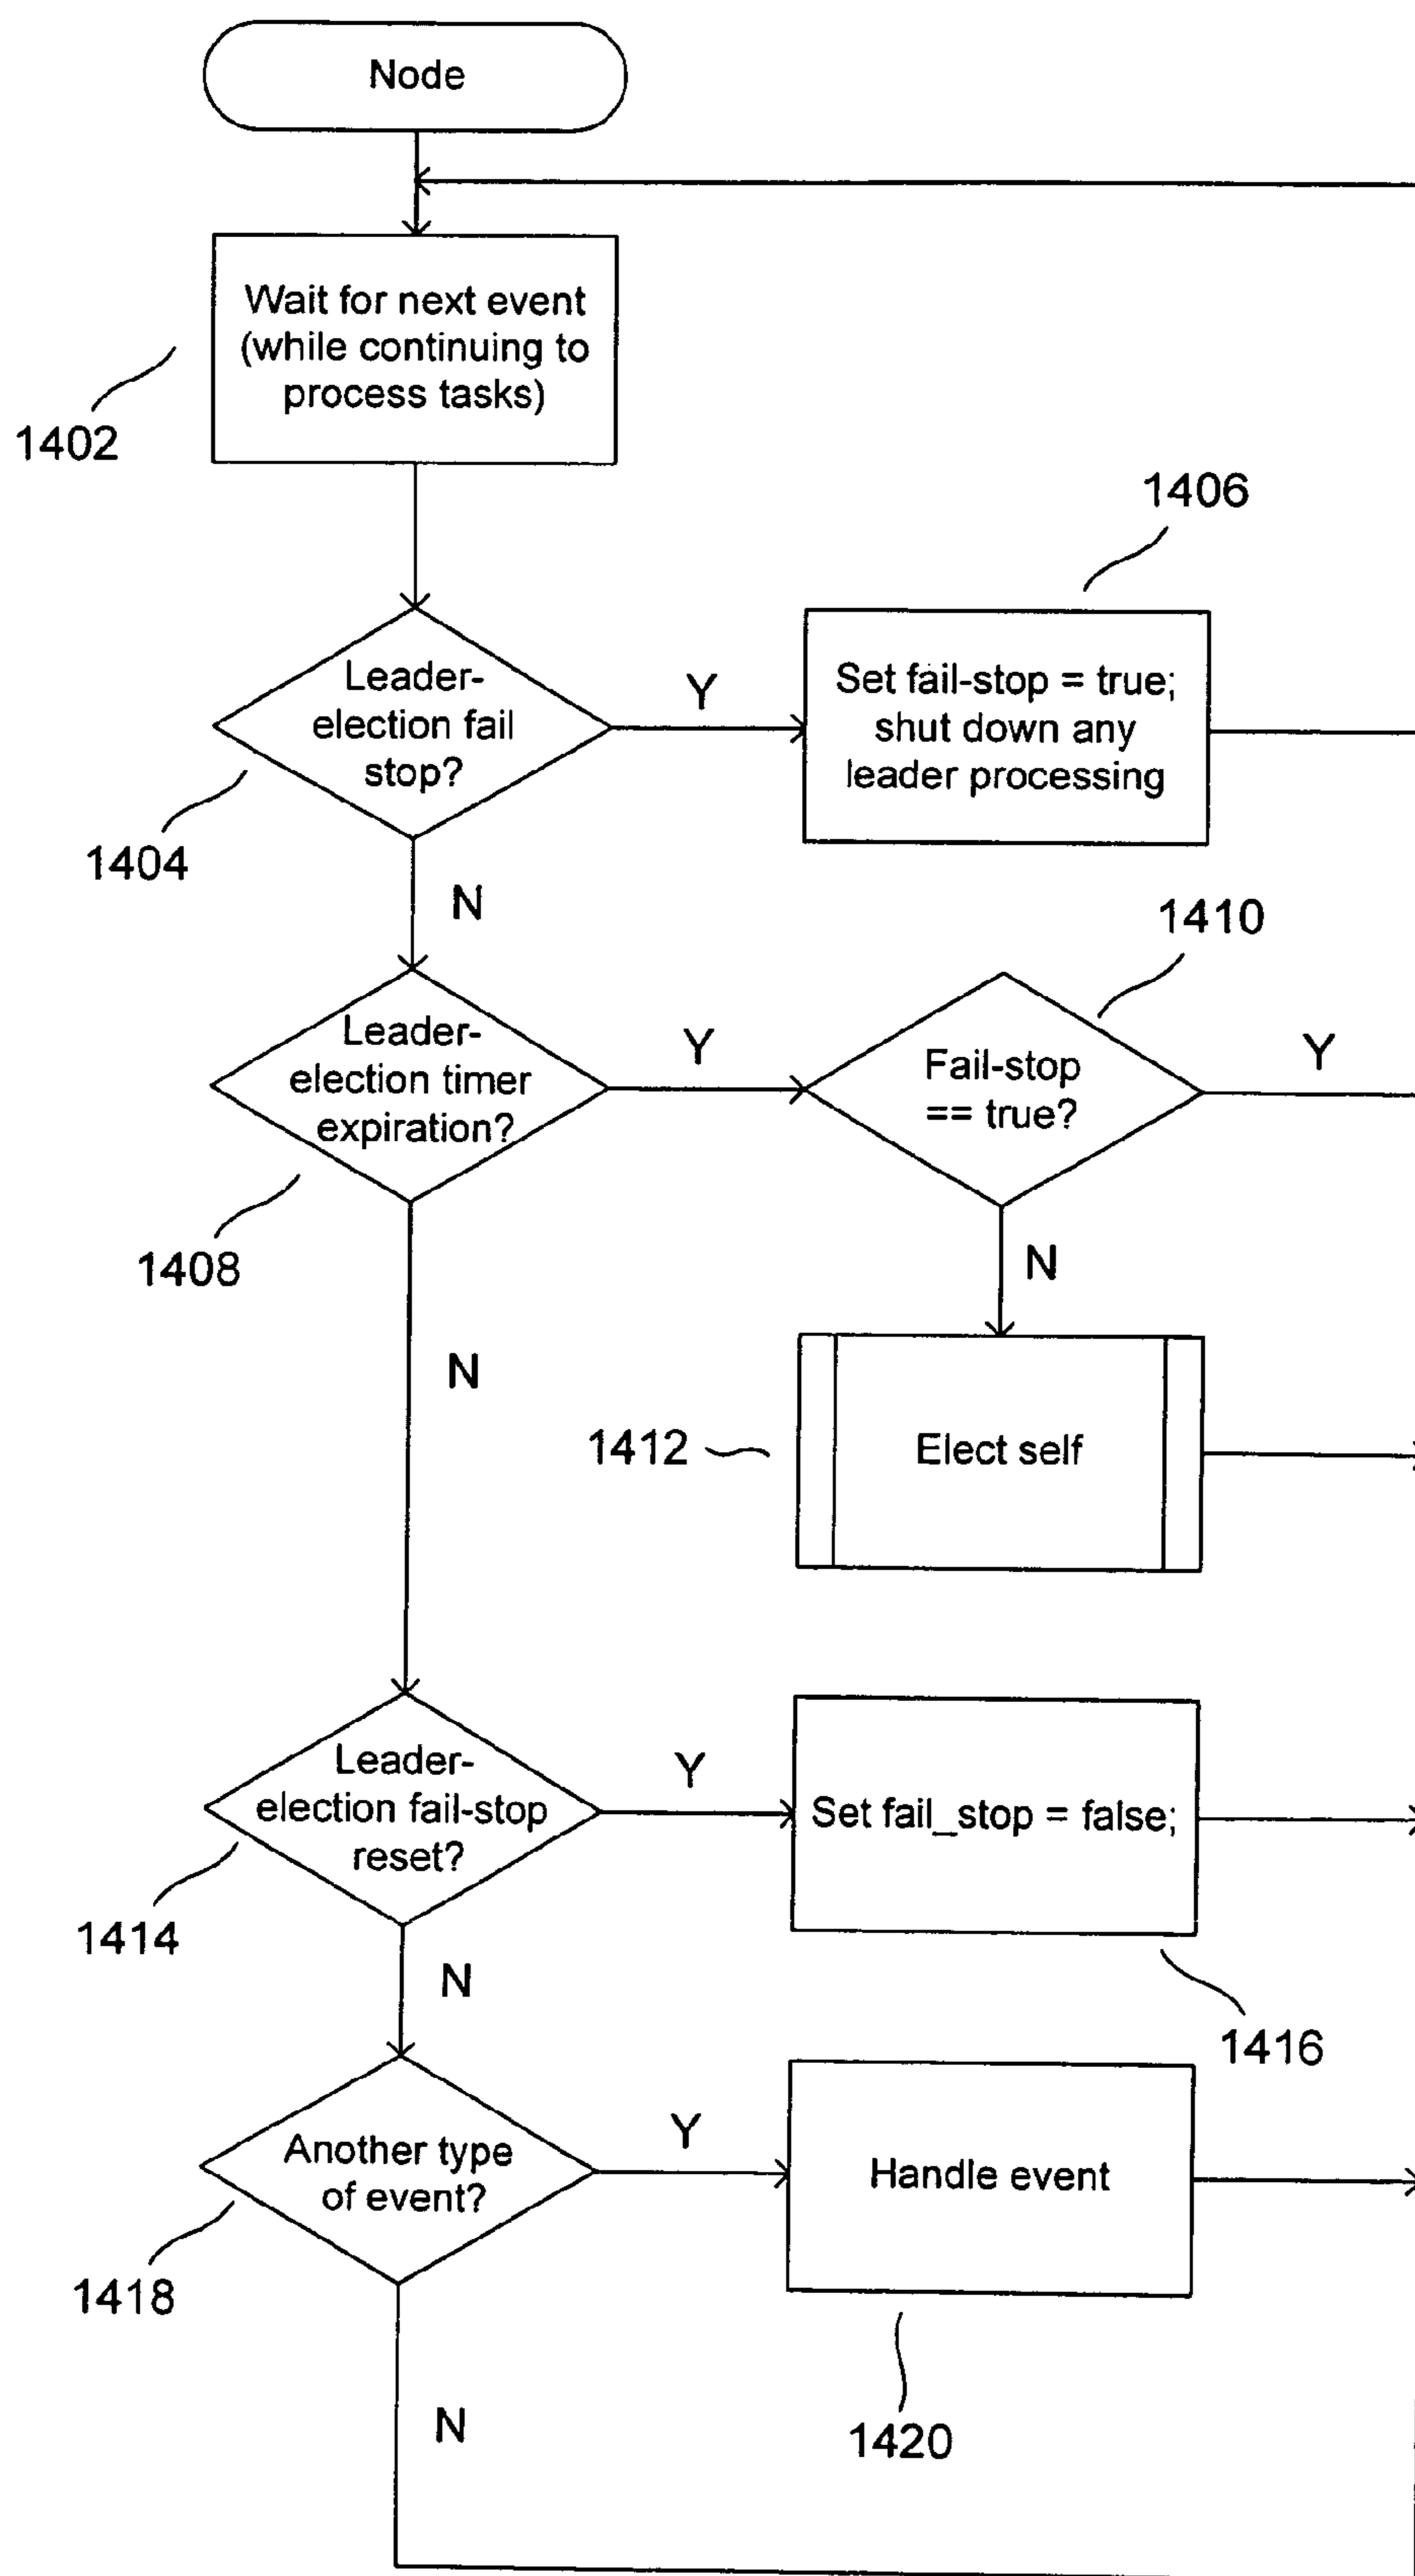 Node
Wait for next event
(while continuing to
process tasks)
1402
1406
Leader-
election fail
stop?
Y
Set fail-stop = true;
shut down any
leader processing
1404
N
1410
Leader-
election timer
expiration?
Y
Fail-stop
== true?
Y
1408
N
N
1412
Elect self
Leader-
election fail-stop
reset?
Y
Set fail_stop = false;
1414
N
1416
Another type
of event?
Y
Handle event
1418
N
1420